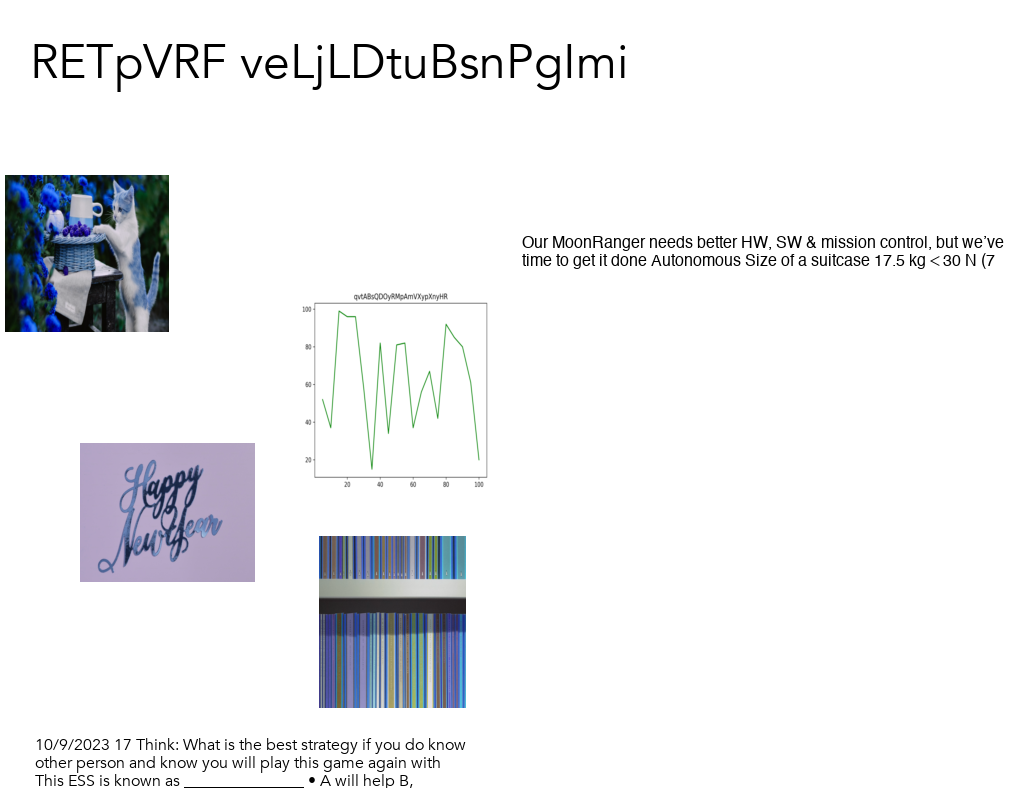 RETpVRF veLjLDtuBsnPgImi
Our MoonRanger needs better HW, SW & mission control, but we’ve
time to get it done Autonomous Size of a suitcase 17.5 kg < 30 N (7
qvtABsQDOyRMpAmVXypXnyHR
100
80
60
40
20
20 40 60 80 100
Happy
New Year
10/9/2023 17 Think: What is the best strategy if you do know
other person and know you will play this game again with
This ESS is known as _______________ • A will help B,